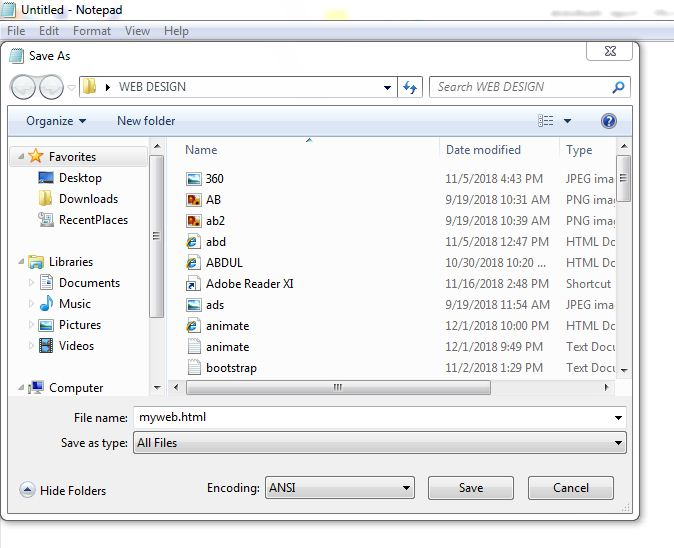 Untitled - Notepad
File Edit Format View Help
Save As
WEB DESIGN
Search WEB DESIGN
Organize New folder
Name Date modified Type
Favorites
Desktop
Downloads
RecentPlaces
Libraries
Documents
Music
Pictures
Videos
Computer
360 11/5/2018 4:43 PM JPEG ima
AB 9/19/2018 10:31 AM PNG imag
ab2 9/19/2018 10:39 AM PNG imag
abd 11/5/2018 12:47 PM HTML Do
ABDUL 10/30/2018 10:20 ... HTML Do
Adobe Reader XI 11/16/2018 2:48 PM Shortcut
ads 9/19/2018 11:54 AM JPEG ima
animate 12/1/2018 10:00 PM HTML Do
animate 12/1/2018 9:49 PM Text Docu
bootstrap 11/2/2018 1:29 PM Text Docu
File name: myweb.html
Save as type: All Files
Hide Folders
Encoding: ANSI
Save Cancel